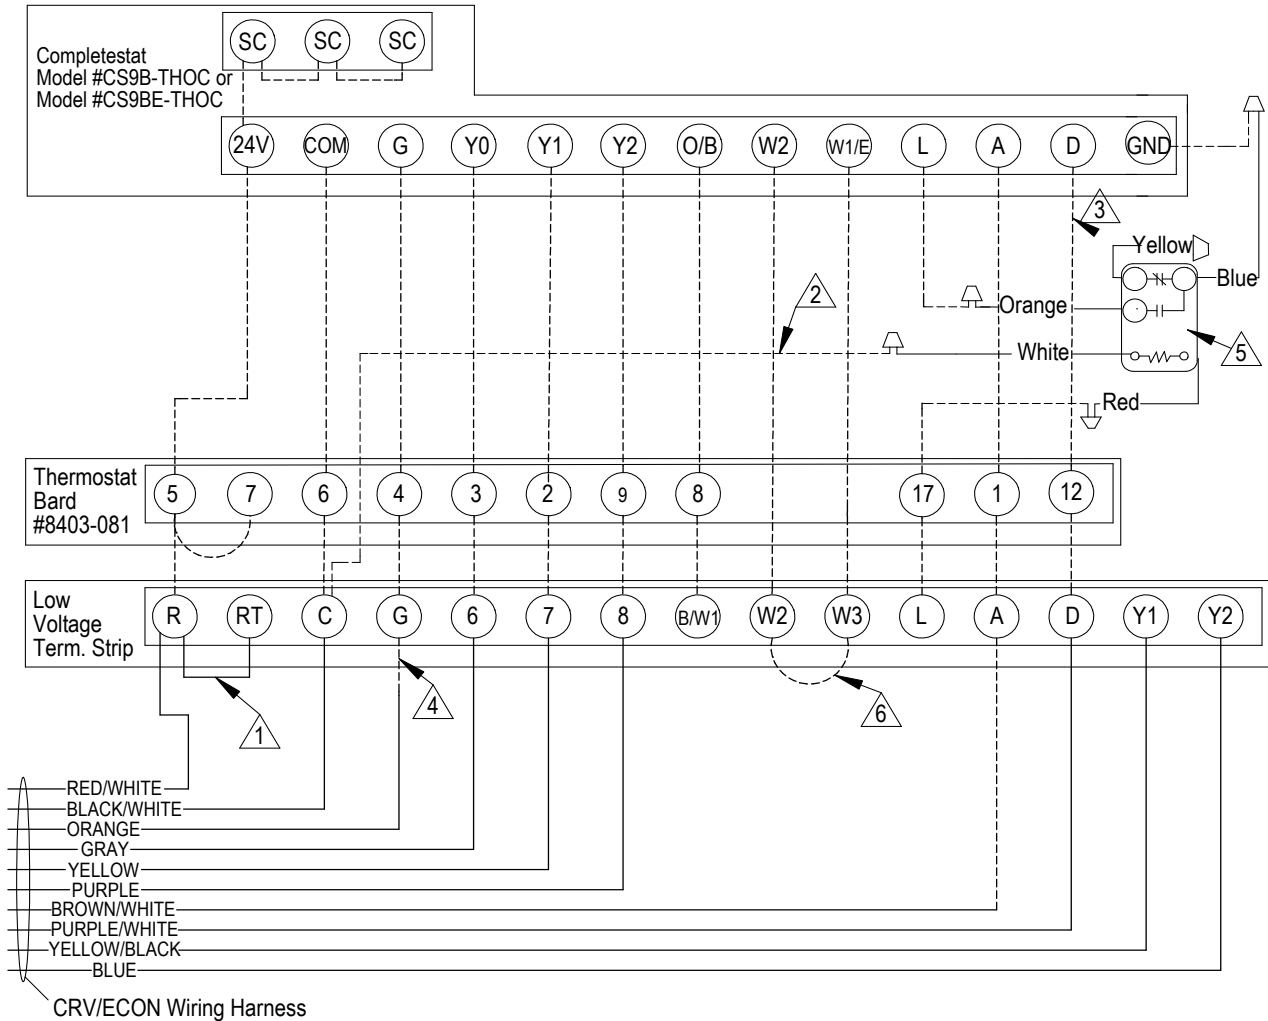 SC SC SC
Completestat
Model #CS9B-THOC or
Model #CS9BE-THOC
24V COM G Y0 Y1 Y2 O/B W2 W1/E L A D GND
3
Yellow
Blue
2
Orange
5
White
Red
Thermostat
Bard
#8403-081
5 7 6 4 3 2 9 8 17 1 12
Low
Voltage
Term. Strip
R RT C G 6 7 8 B/W1 W2 W3 L A D Y1 Y2
1
4
6
RED/WHITE
BLACK/WHITE
ORANGE
GRAY
YELLOW
PURPLE
BROWN/WHITE
PURPLE/WHITE
YELLOW/BLACK
BLUE
CRV/ECON Wiring Harness